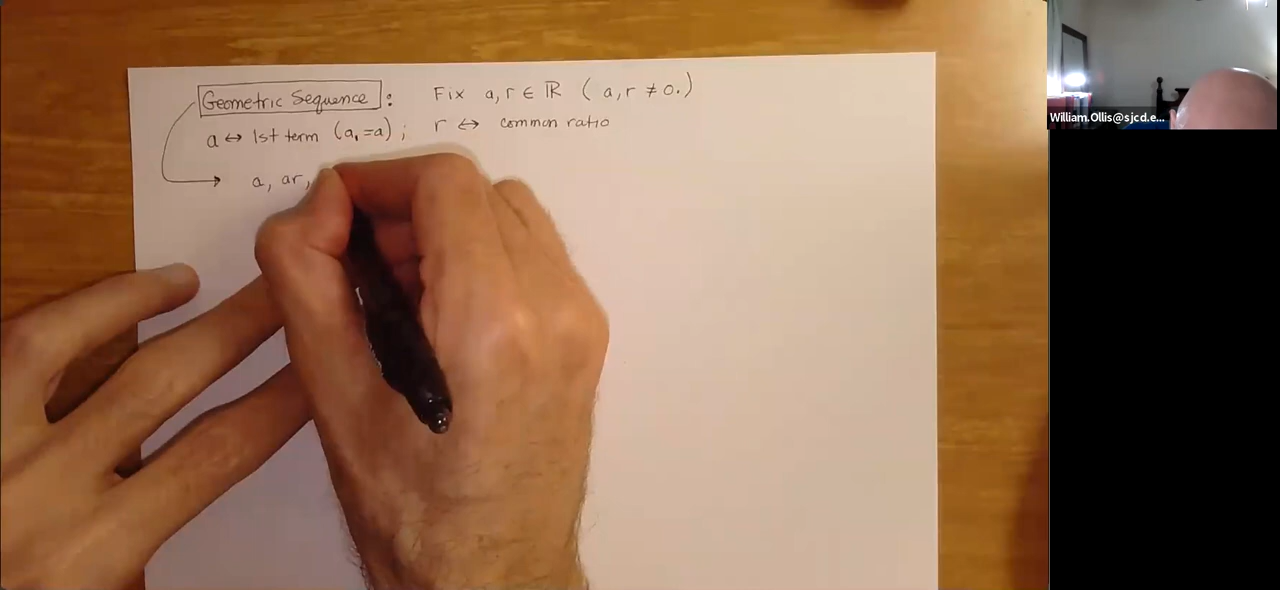 Geometric Sequence : Fix a, r ∈ ℝ ( a, r ≠ 0. )
a ↔ 1st term (a₁ = a) ; r ↔ common ratio
→ a, ar,
William.Ollis@sjcd.e...